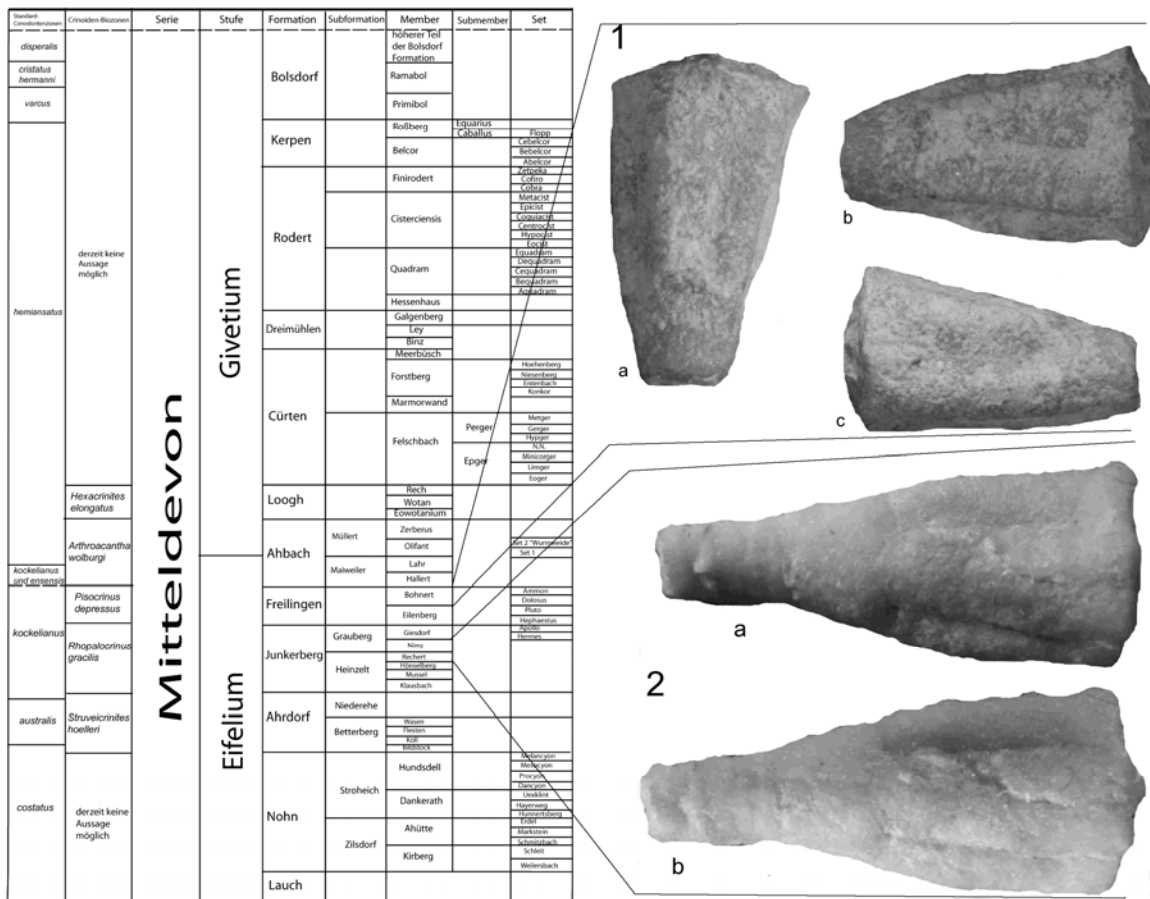 Standard-
Conodontenzonen
Crinoiden-Biozonen
Serie
Stufe
Formation
Subformation
Member
Submember
Set
disperalis
cristatus
hermanni
varcus
hemiansatus
kockelianus
und ensensis
kockelianus
australis
costatus
derzeit keine
Aussage
möglich
Hexacrinites
elongatus
Arthroacantha
wolburgi
Pisocrinus
depressus
Rhopalocrinus
gracilis
Struveicrinites
hoelleri
derzeit keine
Aussage
möglich
Mitteldevon
Givetium
Eifelium
Bolsdorf
Kerpen
Rodert
Dreimühlen
Cürten
Loogh
Ahbach
Freilingen
Junkerberg
Ahrdorf
Nohn
Lauch
Müllert
Maiweiler
Grauberg
Heinzelt
Niederehe
Betterberg
Stroheich
Zilsdorf
höherer Teil
der Bolsdorf
Formation
Ramabol
Primibol
Roßberg
Belcor
Finirodert
Cisterciensis
Quadram
Hessenhaus
Galgenberg
Ley
Binz
Meerbüsch
Forstberg
Marmorwand
Felschbach
Rech
Wotan
Eowotanium
Zerberus
Olifant
Lahr
Hallert
Bohnert
Eilenberg
Giesdorf
Nims
Rechert
Hönselberg
Mussel
Klausbach
Wasen
Flesten
Köll
Bildstock
Hundsdell
Dankerath
Ahütte
Kirberg
Equarius
Caballus
Perger
Epger
Flopp
Cebelcor
Bebelcor
Abelcor
Zetpeka
Cofiro
Cobra
Metacist
Epicist
Coquiacist
Centrocist
Hypocist
Eocist
Equadram
Dequadram
Cequadram
Bequadram
Aquadram
Hoehenberg
Niesenberg
Entenbach
Konkor
Metger
Gerger
Hypger
N.N.
Minicorger
Limger
Eoger
Set 2 "Wurmweide"
Set 1
Ammon
Dolosus
Pluto
Hephaestus
Apollo
Hermes
Melancyon
Melocyon
Procyon
Dancyon
Uexklint
Hayerweg
Hunnertsberg
Erdel
Markstein
Schmitzbach
Schleit
Weilersbach
1
a
b
c
2
a
b